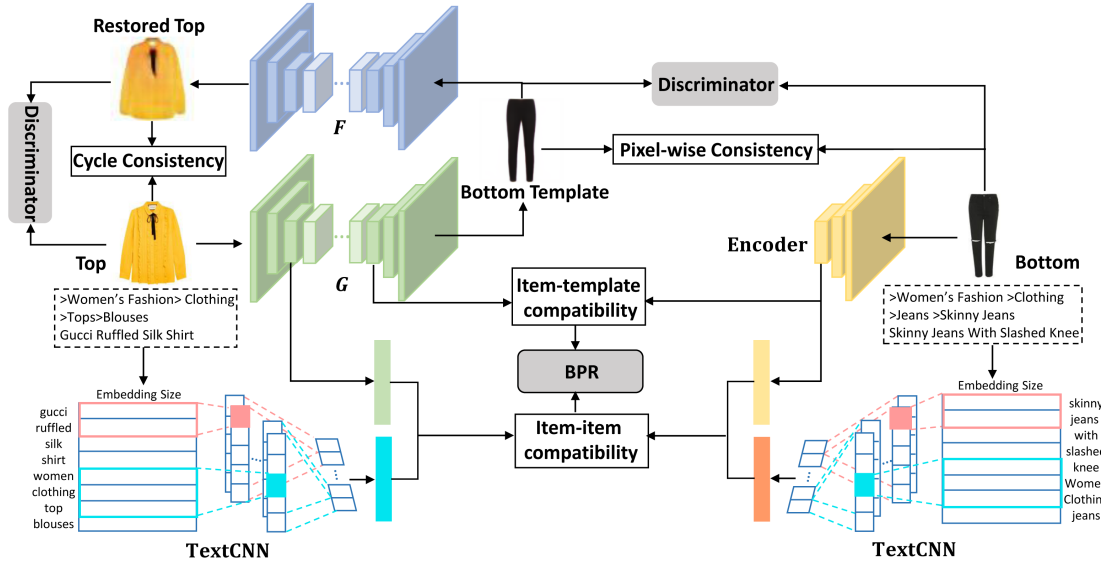 Restored Top
Discriminator
F
Discriminator
Cycle Consistency
Pixel-wise Consistency
Bottom Template
Top
G
Encoder
Bottom
>Women's Fashion> Clothing
>Tops>Blouses
Gucci Ruffled Silk Shirt
Item-template
compatibility
>Women's Fashion >Clothing
>Jeans >Skinny Jeans
Skinny Jeans With Slashed Knee
BPR
Item-item
compatibility
Embedding Size
gucci
ruffled
silk
shirt
women
clothing
top
blouses
TextCNN
Embedding Size
skinny
jeans
with
slashed
knee
Wome
Clothin
jeans
TextCNN